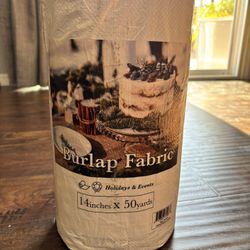 Burlap Fabric
Holidays & Events
14inches X 50yards